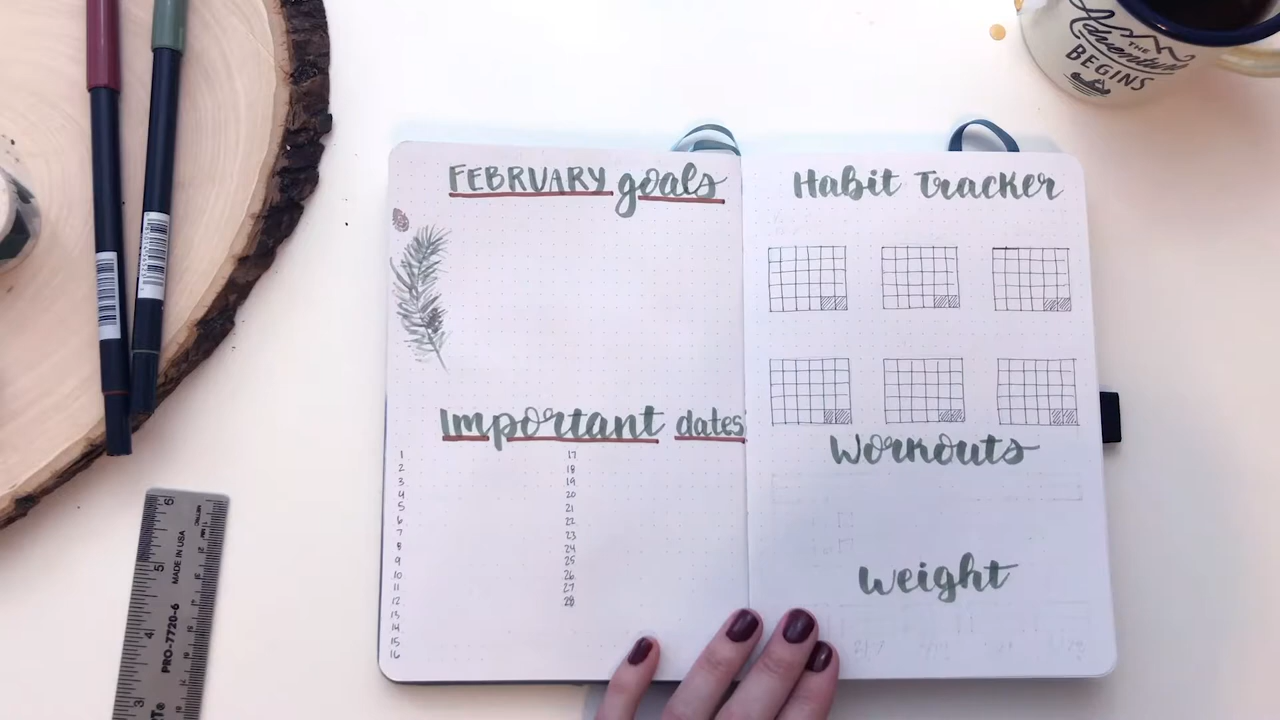 FEBRUARY goals
Important dates
1
2
3
4
5
6
7
8
9
10
11
12
13
14
15
16
17
18
19
20
21
22
23
24
25
26
27
28
Habit Tracker
Workouts
Weight
Adventure
THE
BEGINS
MADE IN USA
PRO-7720-6
METRIC
6
5
4
3